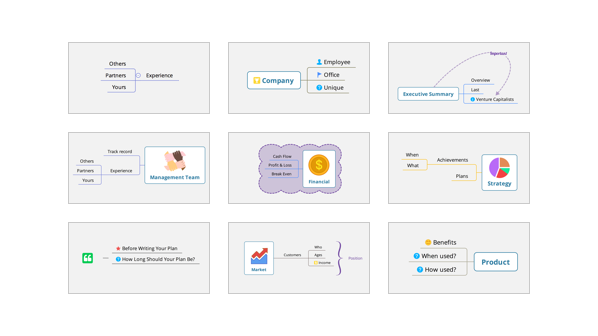 Others
Partners
Experience
Yours
Company
Employee
Office
Unique
Important
Overview
Executive Summary
Last
Venture Capitalists
Track record
Others
Partners
Experience
Yours
Management Team
Cash Flow
Profit & Loss
Break Even
Financial
When
What
Achievements
Plans
Strategy
Before Writing Your Plan
How Long Should Your Plan Be?
Market
Customers
Who
Ages
Income
Position
Benefits
When used?
How used?
Product